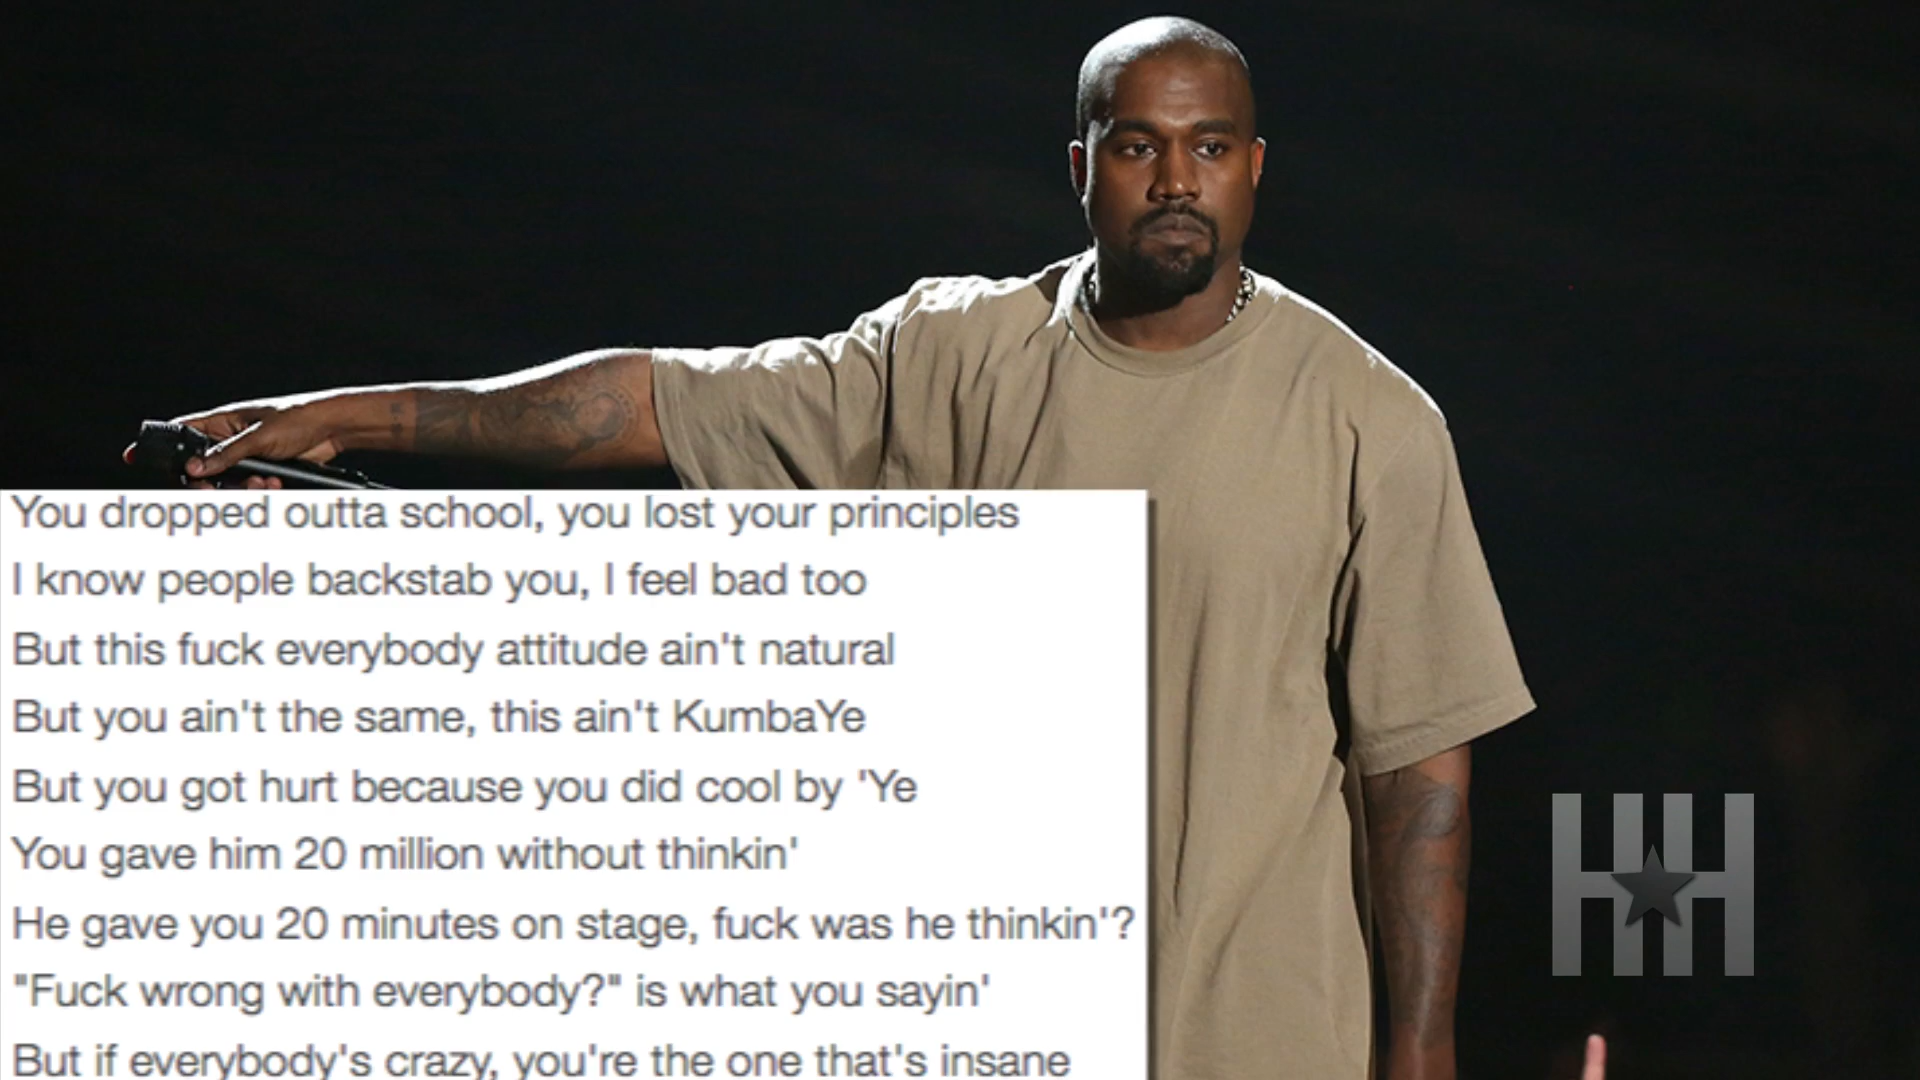 You dropped outta school, you lost your principles
I know people backstab you, I feel bad too
But this fuck everybody attitude ain't natural
But you ain't the same, this ain't KumbaYe
But you got hurt because you did cool by 'Ye
You gave him 20 million without thinkin'
He gave you 20 minutes on stage, fuck was he thinkin'?
"Fuck wrong with everybody?" is what you sayin'
But if everybody's crazy, you're the one that's insane
HH